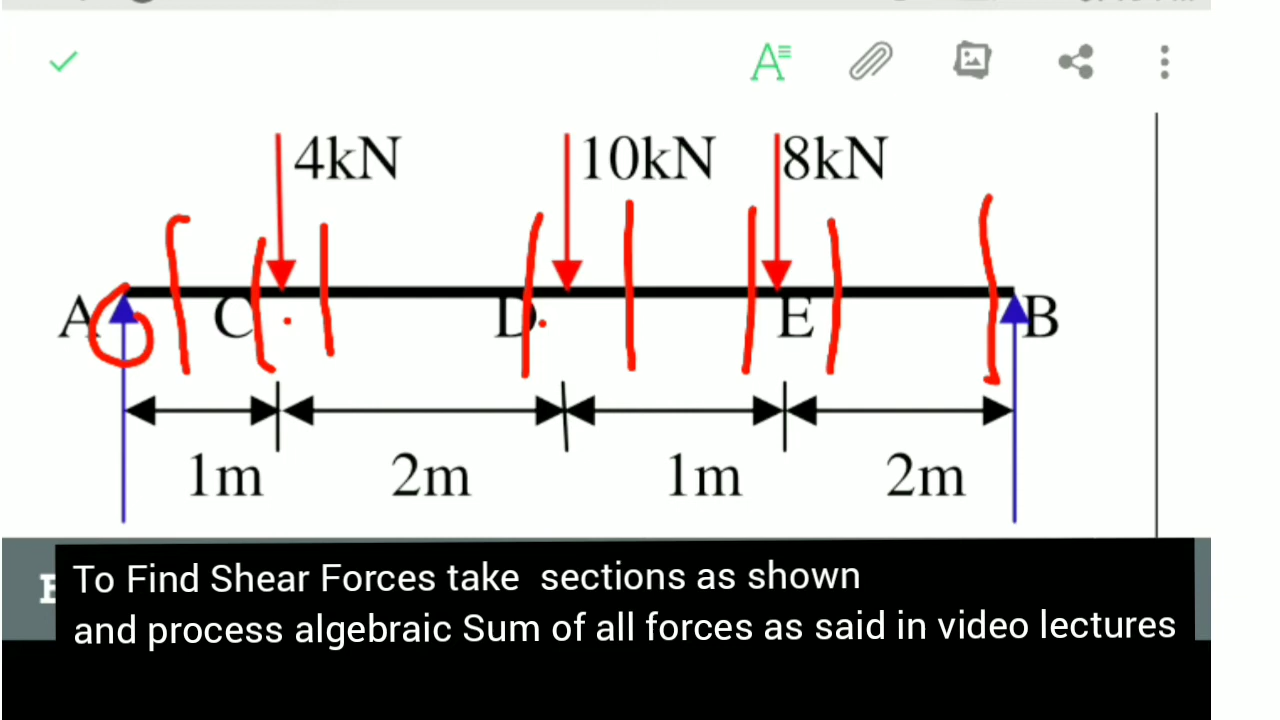 4kN 10kN 8kN
A C D E B
1m 2m 1m 2m
To Find Shear Forces take sections as shown
and process algebraic Sum of all forces as said in video lectures